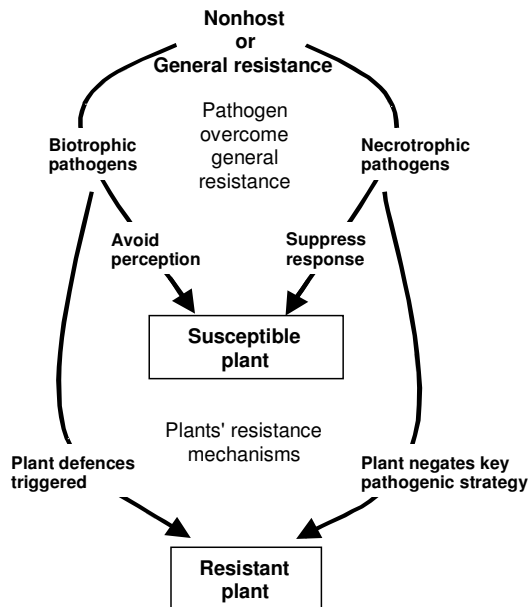 Nonhost
or
General resistance
Pathogen
overcome
general
resistance
Biotrophic
pathogens
Necrotrophic
pathogens
Avoid
perception
Suppress
response
Susceptible
plant
Plants' resistance
mechanisms
Plant defences
triggered
Plant negates key
pathogenic strategy
Resistant
plant